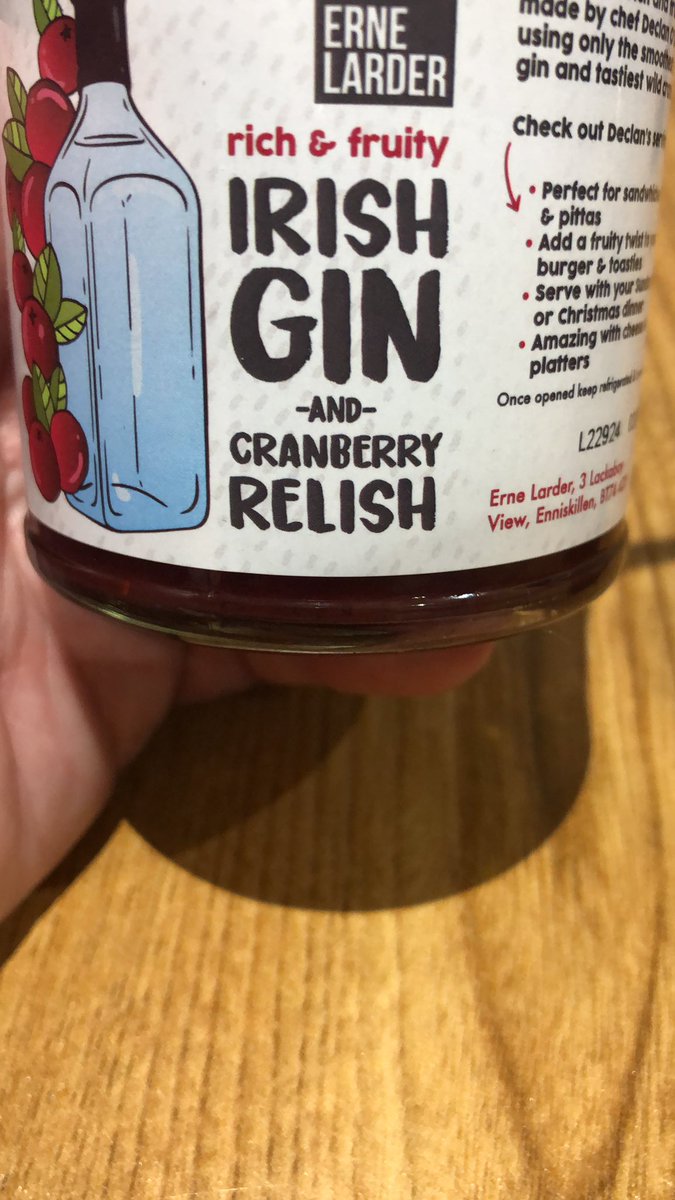 ERNE
LARDER
rich & fruity
IRISH
GIN
-AND-
CRANBERRY
RELISH
made by chef Declan
using only the
gin and tastiest wild
Check out Declan's
• Perfect for
& pittas
• Add a fruity twist to
burger & toasties
• Serve with your
or Christmas dinner
• Amazing with
platters
Once opened keep refrigerated
L22924
Erne Larder, 3
View, Enniskillen,